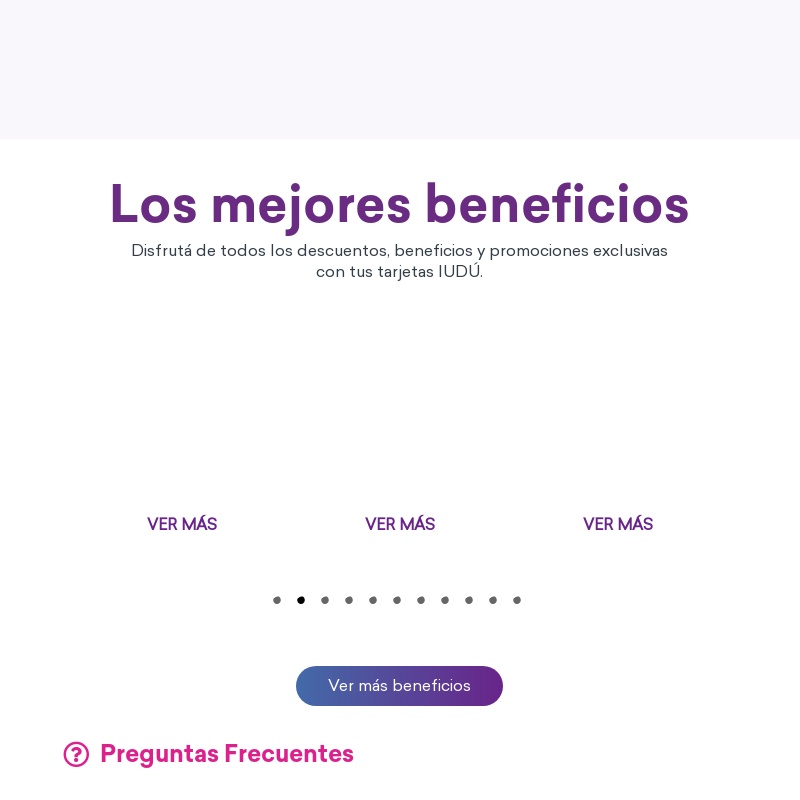 Los mejores beneficios
Disfrutá de todos los descuentos, beneficios y promociones exclusivas
con tus tarjetas IUDÚ.
VER MÁS VER MÁS VER MÁS
Ver más beneficios
Preguntas Frecuentes